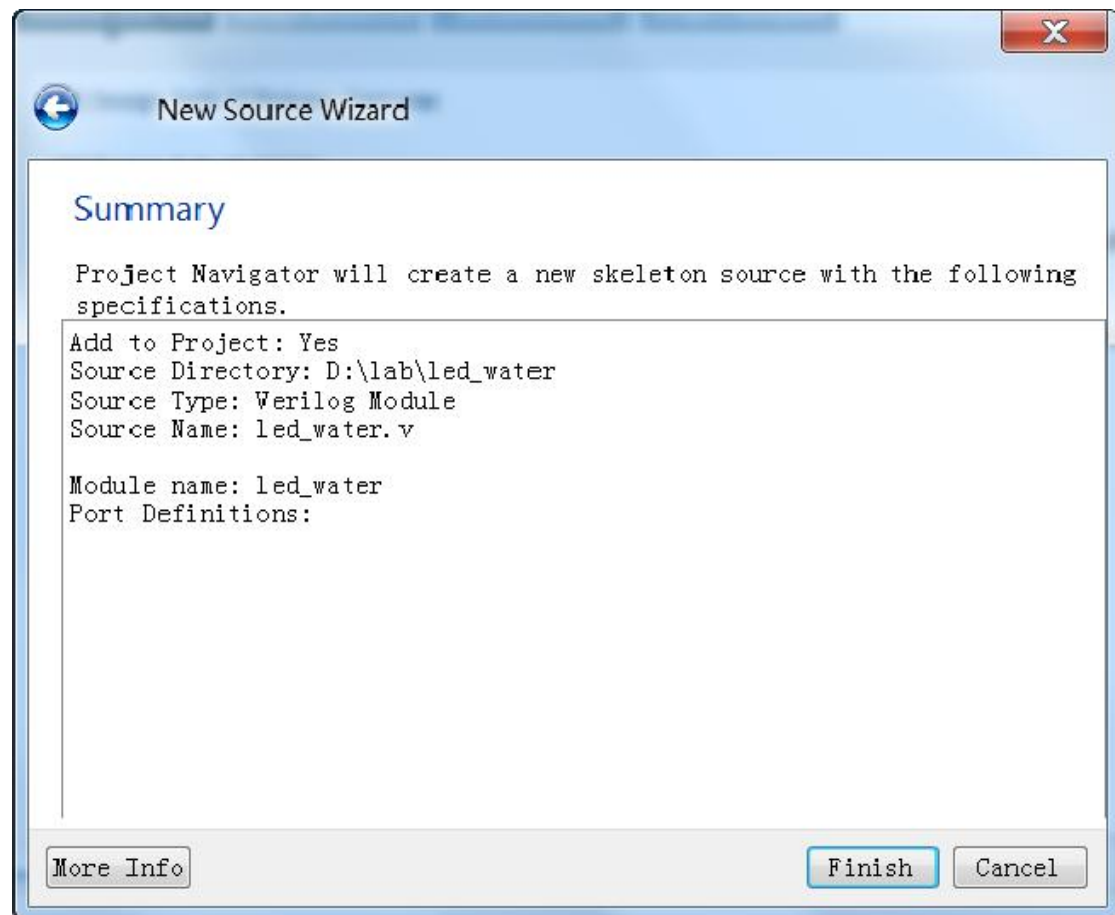 New Source Wizard
Summary
Project Navigator will create a new skeleton source with the following
specifications.
Add to Project: Yes
Source Directory: D:\lab\led_water
Source Type: Verilog Module
Source Name: led_water.v
Module name: led_water
Port Definitions:
More Info
Finish
Cancel